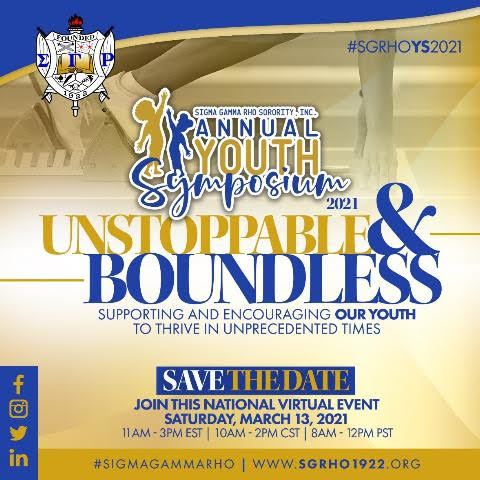 FOUNDED
Σ Γ Ρ
1922
#SGRHOYS2021
SIGMA GAMMA RHO SORORITY, INC.
ANNUAL
YOUTH
Symposium
2021
UNSTOPPABLE &
BOUNDLESS
SUPPORTING AND ENCOURAGING OUR YOUTH
TO THRIVE IN UNPRECEDENTED TIMES
SAVE THE DATE
JOIN THIS NATIONAL VIRTUAL EVENT
SATURDAY, MARCH 13, 2021
11AM - 3PM EST | 10AM - 2PM CST | 8AM - 12PM PST
#SIGMAGAMMARHO | WWW.SGRHO1922.ORG